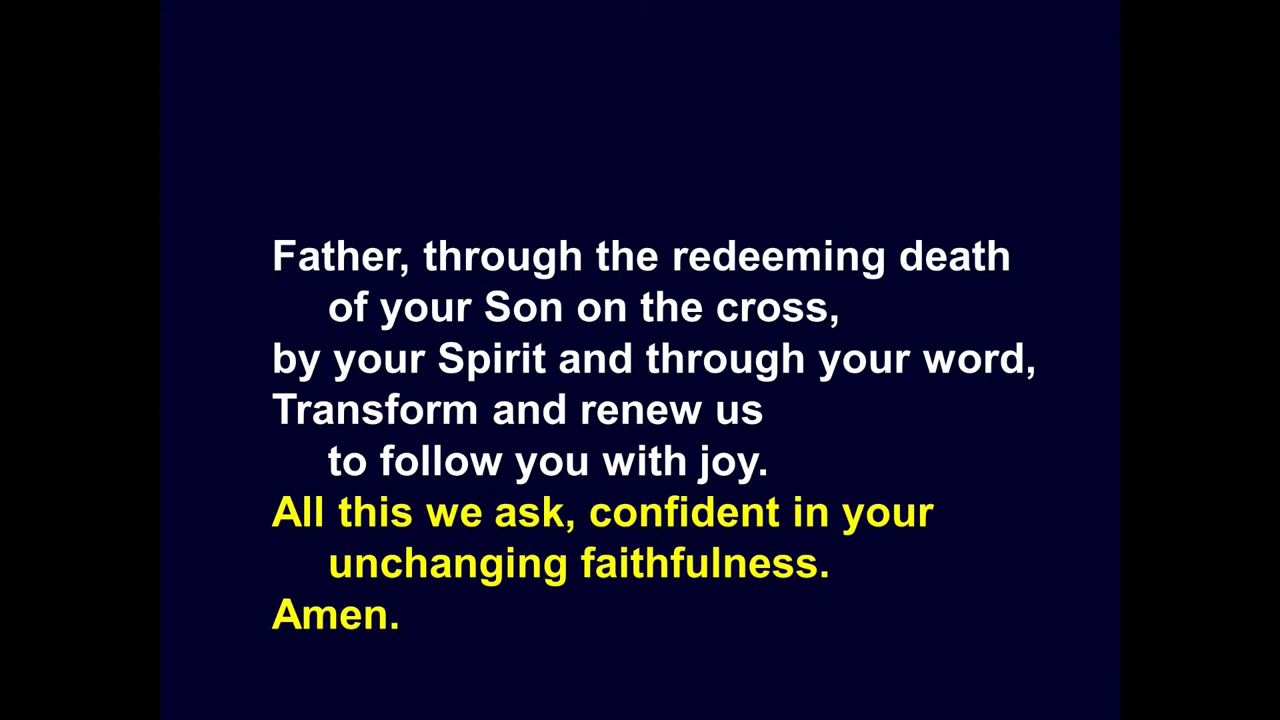 Father, through the redeeming death
of your Son on the cross,
by your Spirit and through your word,
Transform and renew us
to follow you with joy.
All this we ask, confident in your
unchanging faithfulness.
Amen.